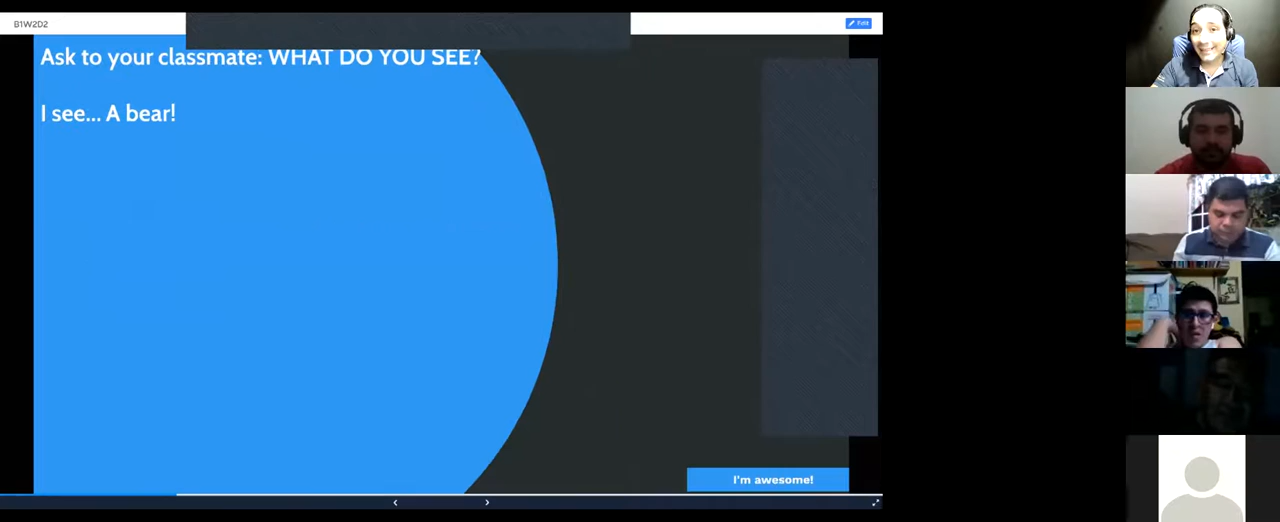 B1W2D2
Edit
Ask to your classmate: WHAT DO YOU SEE?
I see... A bear!
I'm awesome!